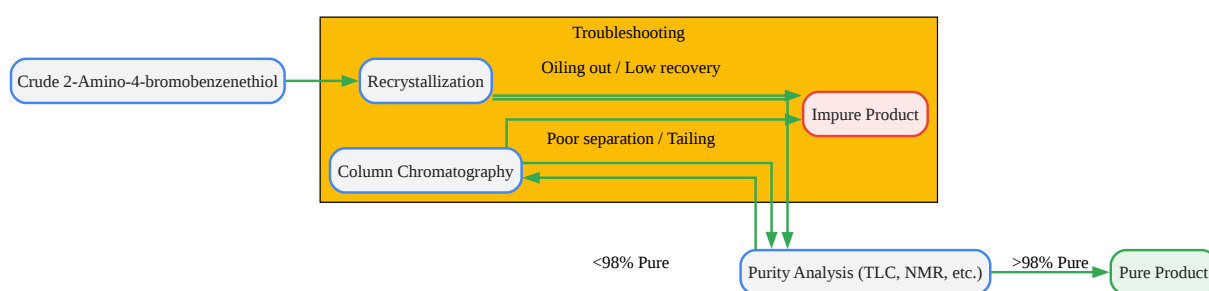 Troubleshooting
Crude 2-Amino-4-bromobenzenethiol
Recrystallization
Oiling out / Low recovery
Impure Product
Poor separation / Tailing
Column Chromatography
<98% Pure
Purity Analysis (TLC, NMR, etc.)
>98% Pure
Pure Product